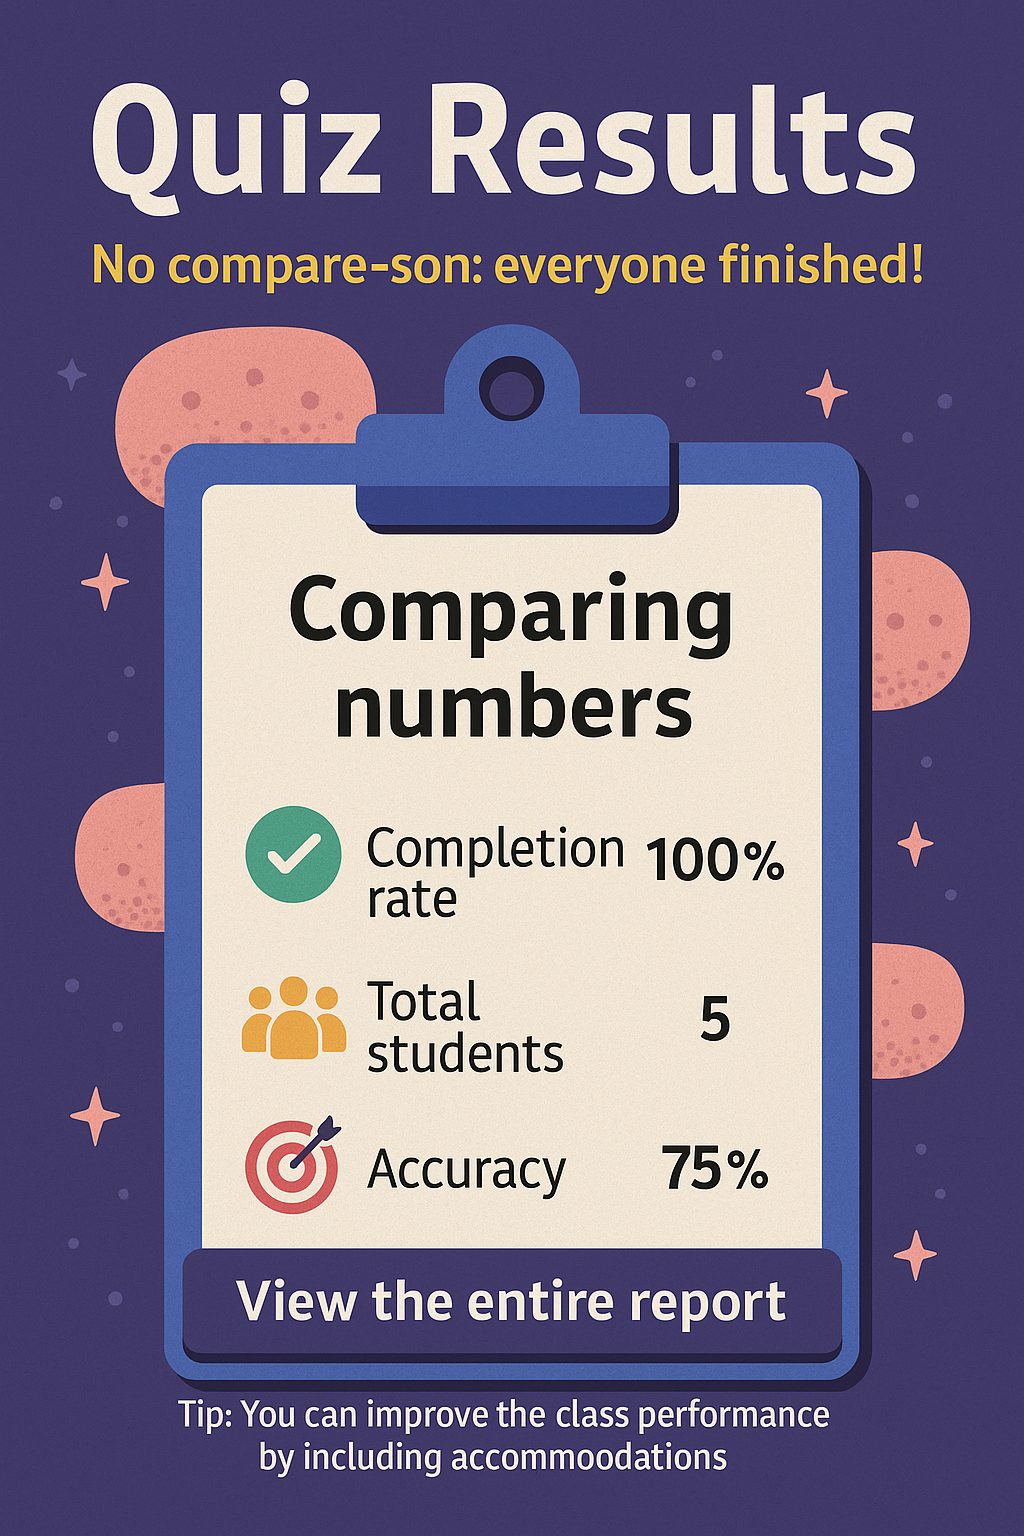 Quiz Results
No compare-son: everyone finished!
Comparing
numbers
Completion 100%
rate
Total
students
5
Accuracy 75%
View the entire report
Tip: You can improve the class performance
by including accommoodations